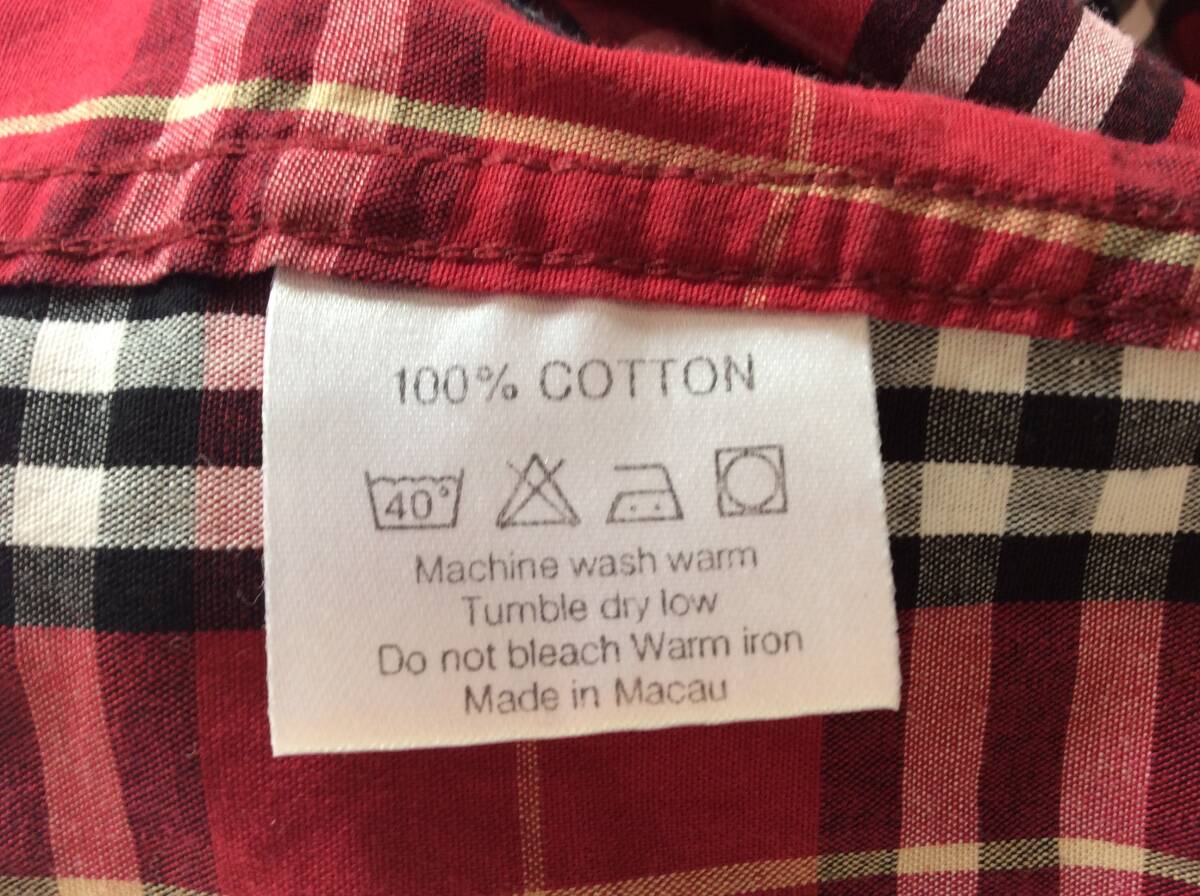 100% COTTON
40°
Machine wash warm
Tumble dry low
Do not bleach Warm iron
Made in Macau